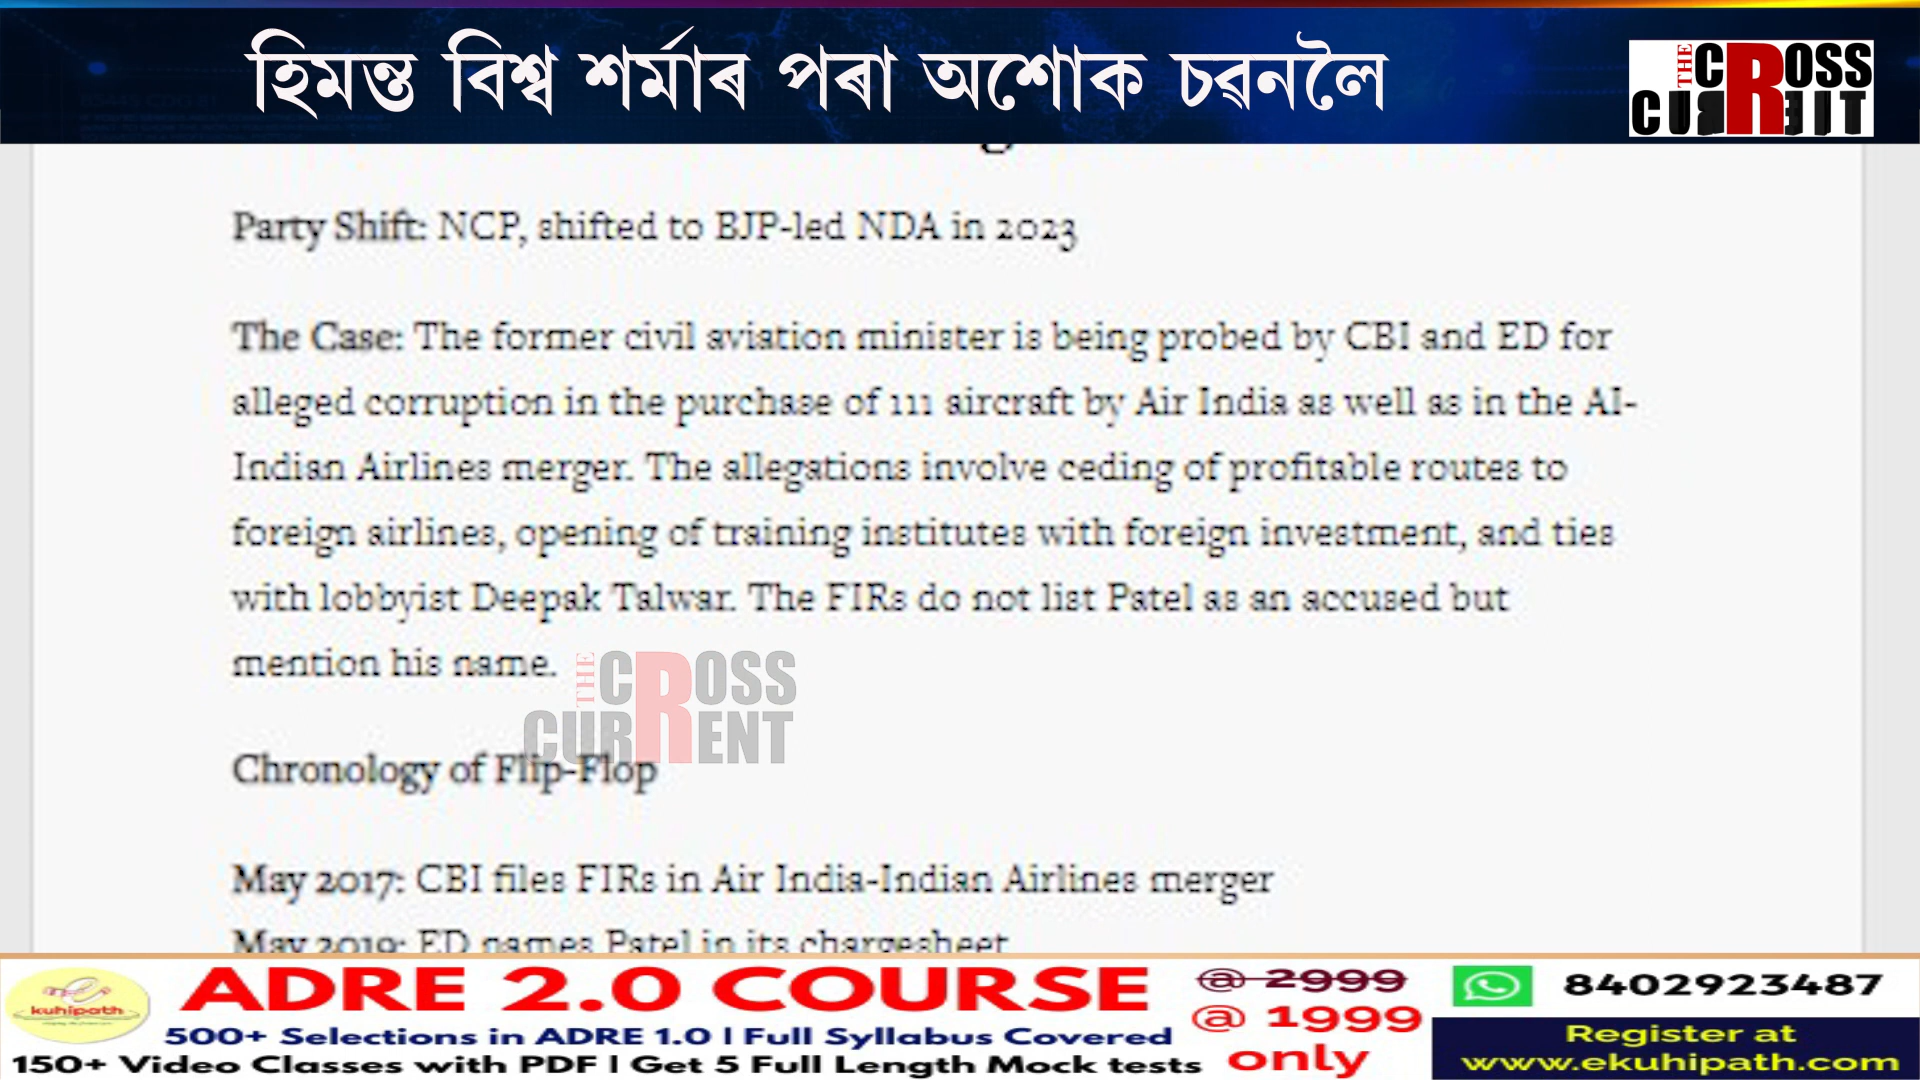 হিমন্ত বিশ্ব শৰ্মাৰ পৰা অশোক চৱনলৈ
THE CROSS
CURRENT
Party Shift: NCP, shifted to BJP-led NDA in 2023
The Case: The former civil aviation minister is being probed by CBI and ED for
alleged corruption in the purchase of 111 aircraft by Air India as well as in the AI-
Indian Airlines merger. The allegations involve ceding of profitable routes to
foreign airlines, opening of training institutes with foreign investment, and ties
with lobbyist Deepak Talwar. The FIRs do not list Patel as an accused but
mention his name.
THE CROSS
CURRENT
Chronology of Flip-Flop
May 2017: CBI files FIRs in Air India-Indian Airlines merger
May 2019: ED names Patel in its chargesheet
kuhipath
ADRE 2.0 COURSE
500+ Selections in ADRE 1.0 | Full Syllabus Covered
150+ Video Classes with PDF | Get 5 Full Length Mock tests
@ 2999
@ 1999
only
8402923487
Register at
www.ekuhipath.com